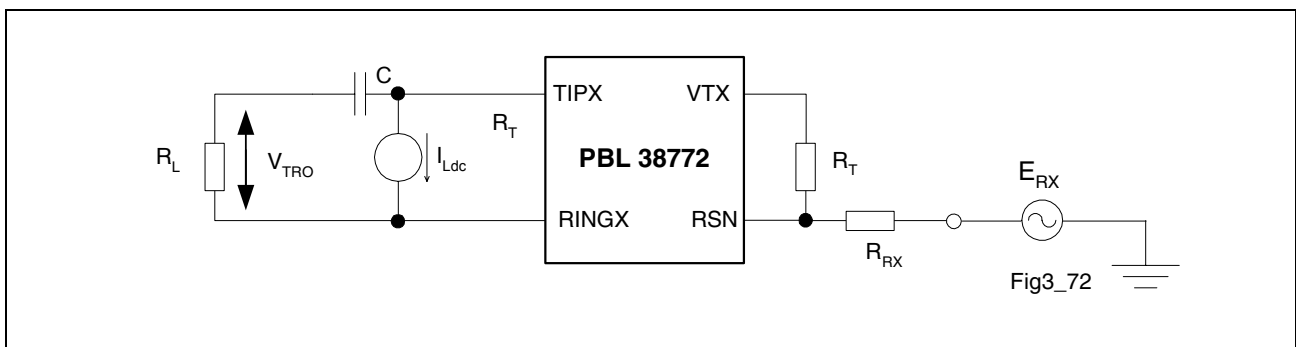 C
TIPX
VTX
R_T
R_L
V_TRO
I_Ldc
PBL 38772
R_T
E_RX
RINGX
RSN
R_RX
Fig3_72